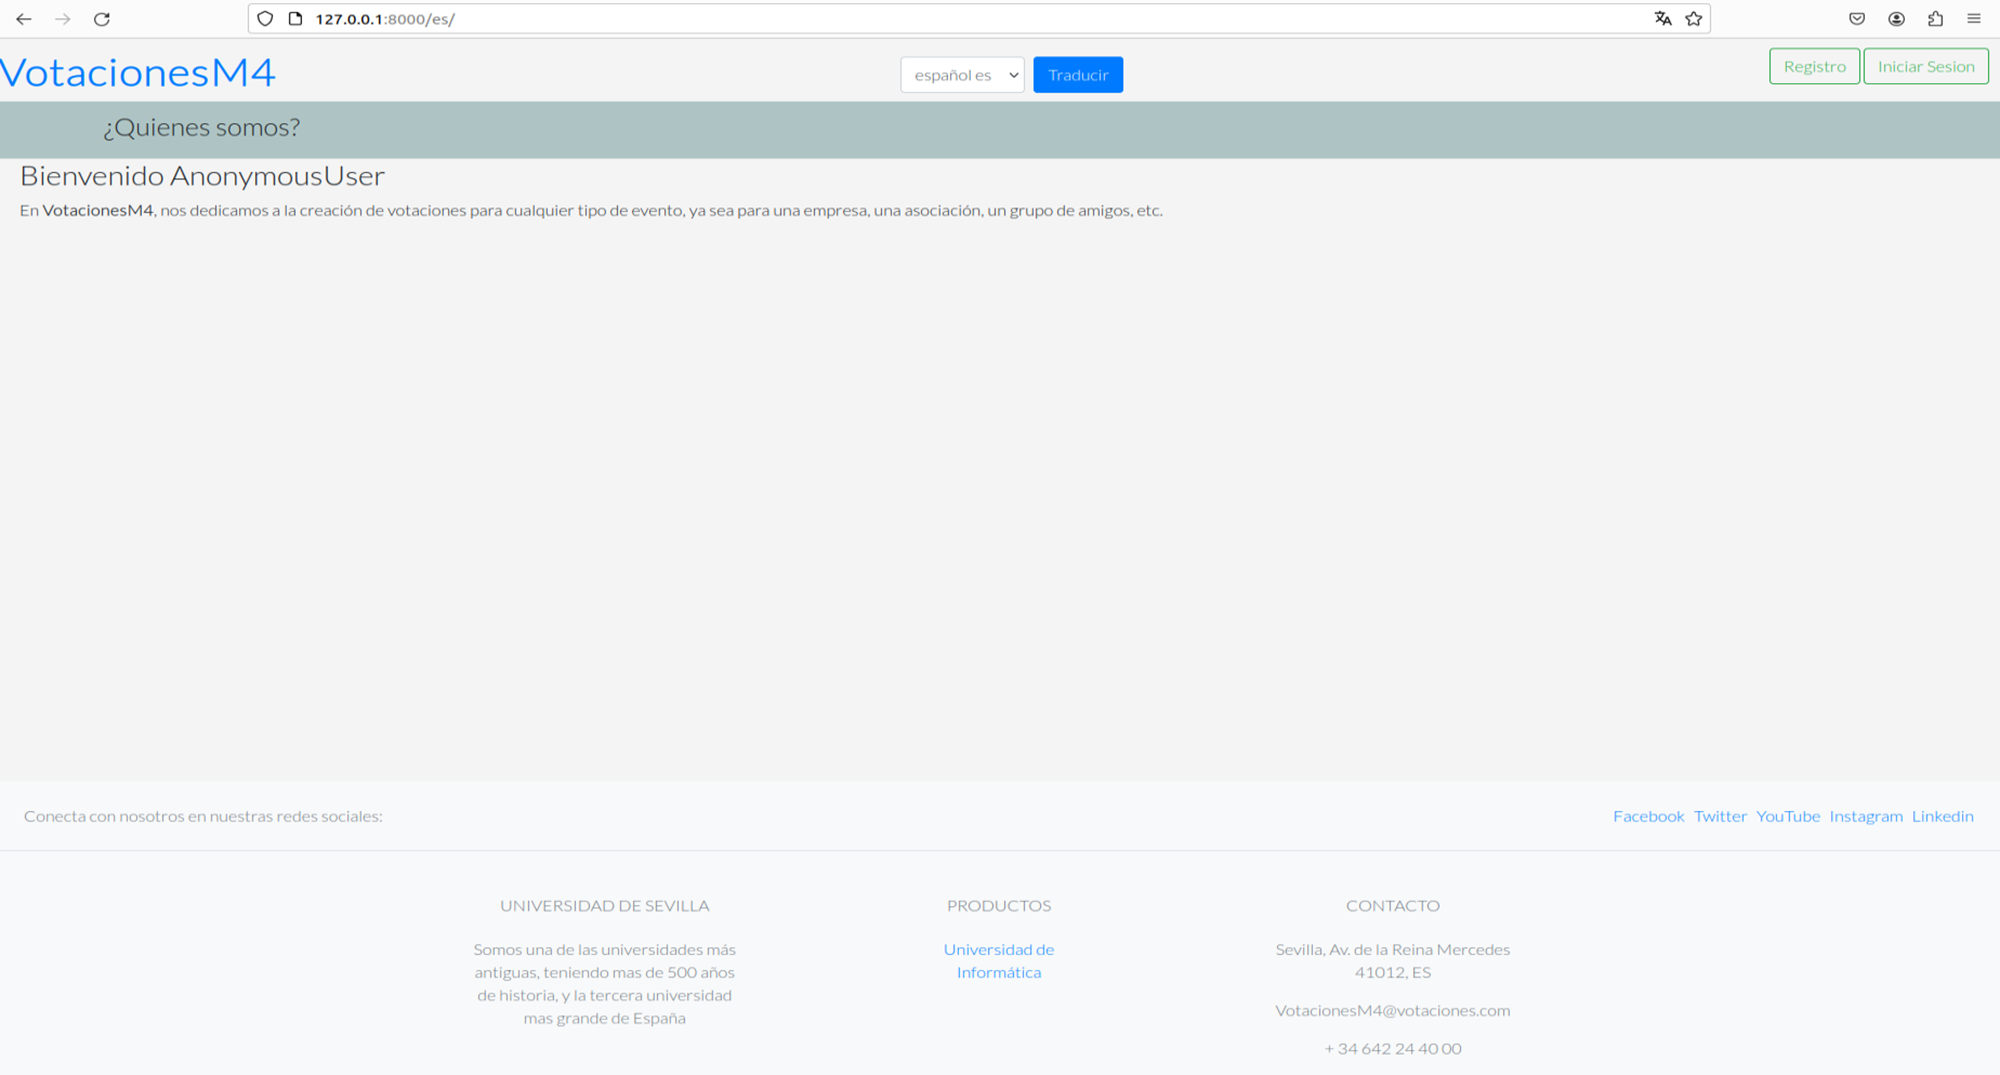 127.0.0.1:8000/es/
VotacionesM4
español es
Traducir
Registro
Iniciar Sesion
¿Quienes somos?
Bienvenido AnonymousUser
En VotacionesM4, nos dedicamos a la creación de votaciones para cualquier tipo de evento, ya sea para una empresa, una asociación, un grupo de amigos, etc.
Conecta con nosotros en nuestras redes sociales:
Facebook Twitter YouTube Instagram Linkedin
UNIVERSIDAD DE SEVILLA
Somos una de las universidades más
antiguas, teniendo mas de 500 años
de historia, y la tercera universidad
mas grande de España
PRODUCTOS
Universidad de
Informática
CONTACTO
Sevilla, Av. de la Reina Mercedes
41012, ES
VotacionesM4@votaciones.com
+ 34 642 24 40 00